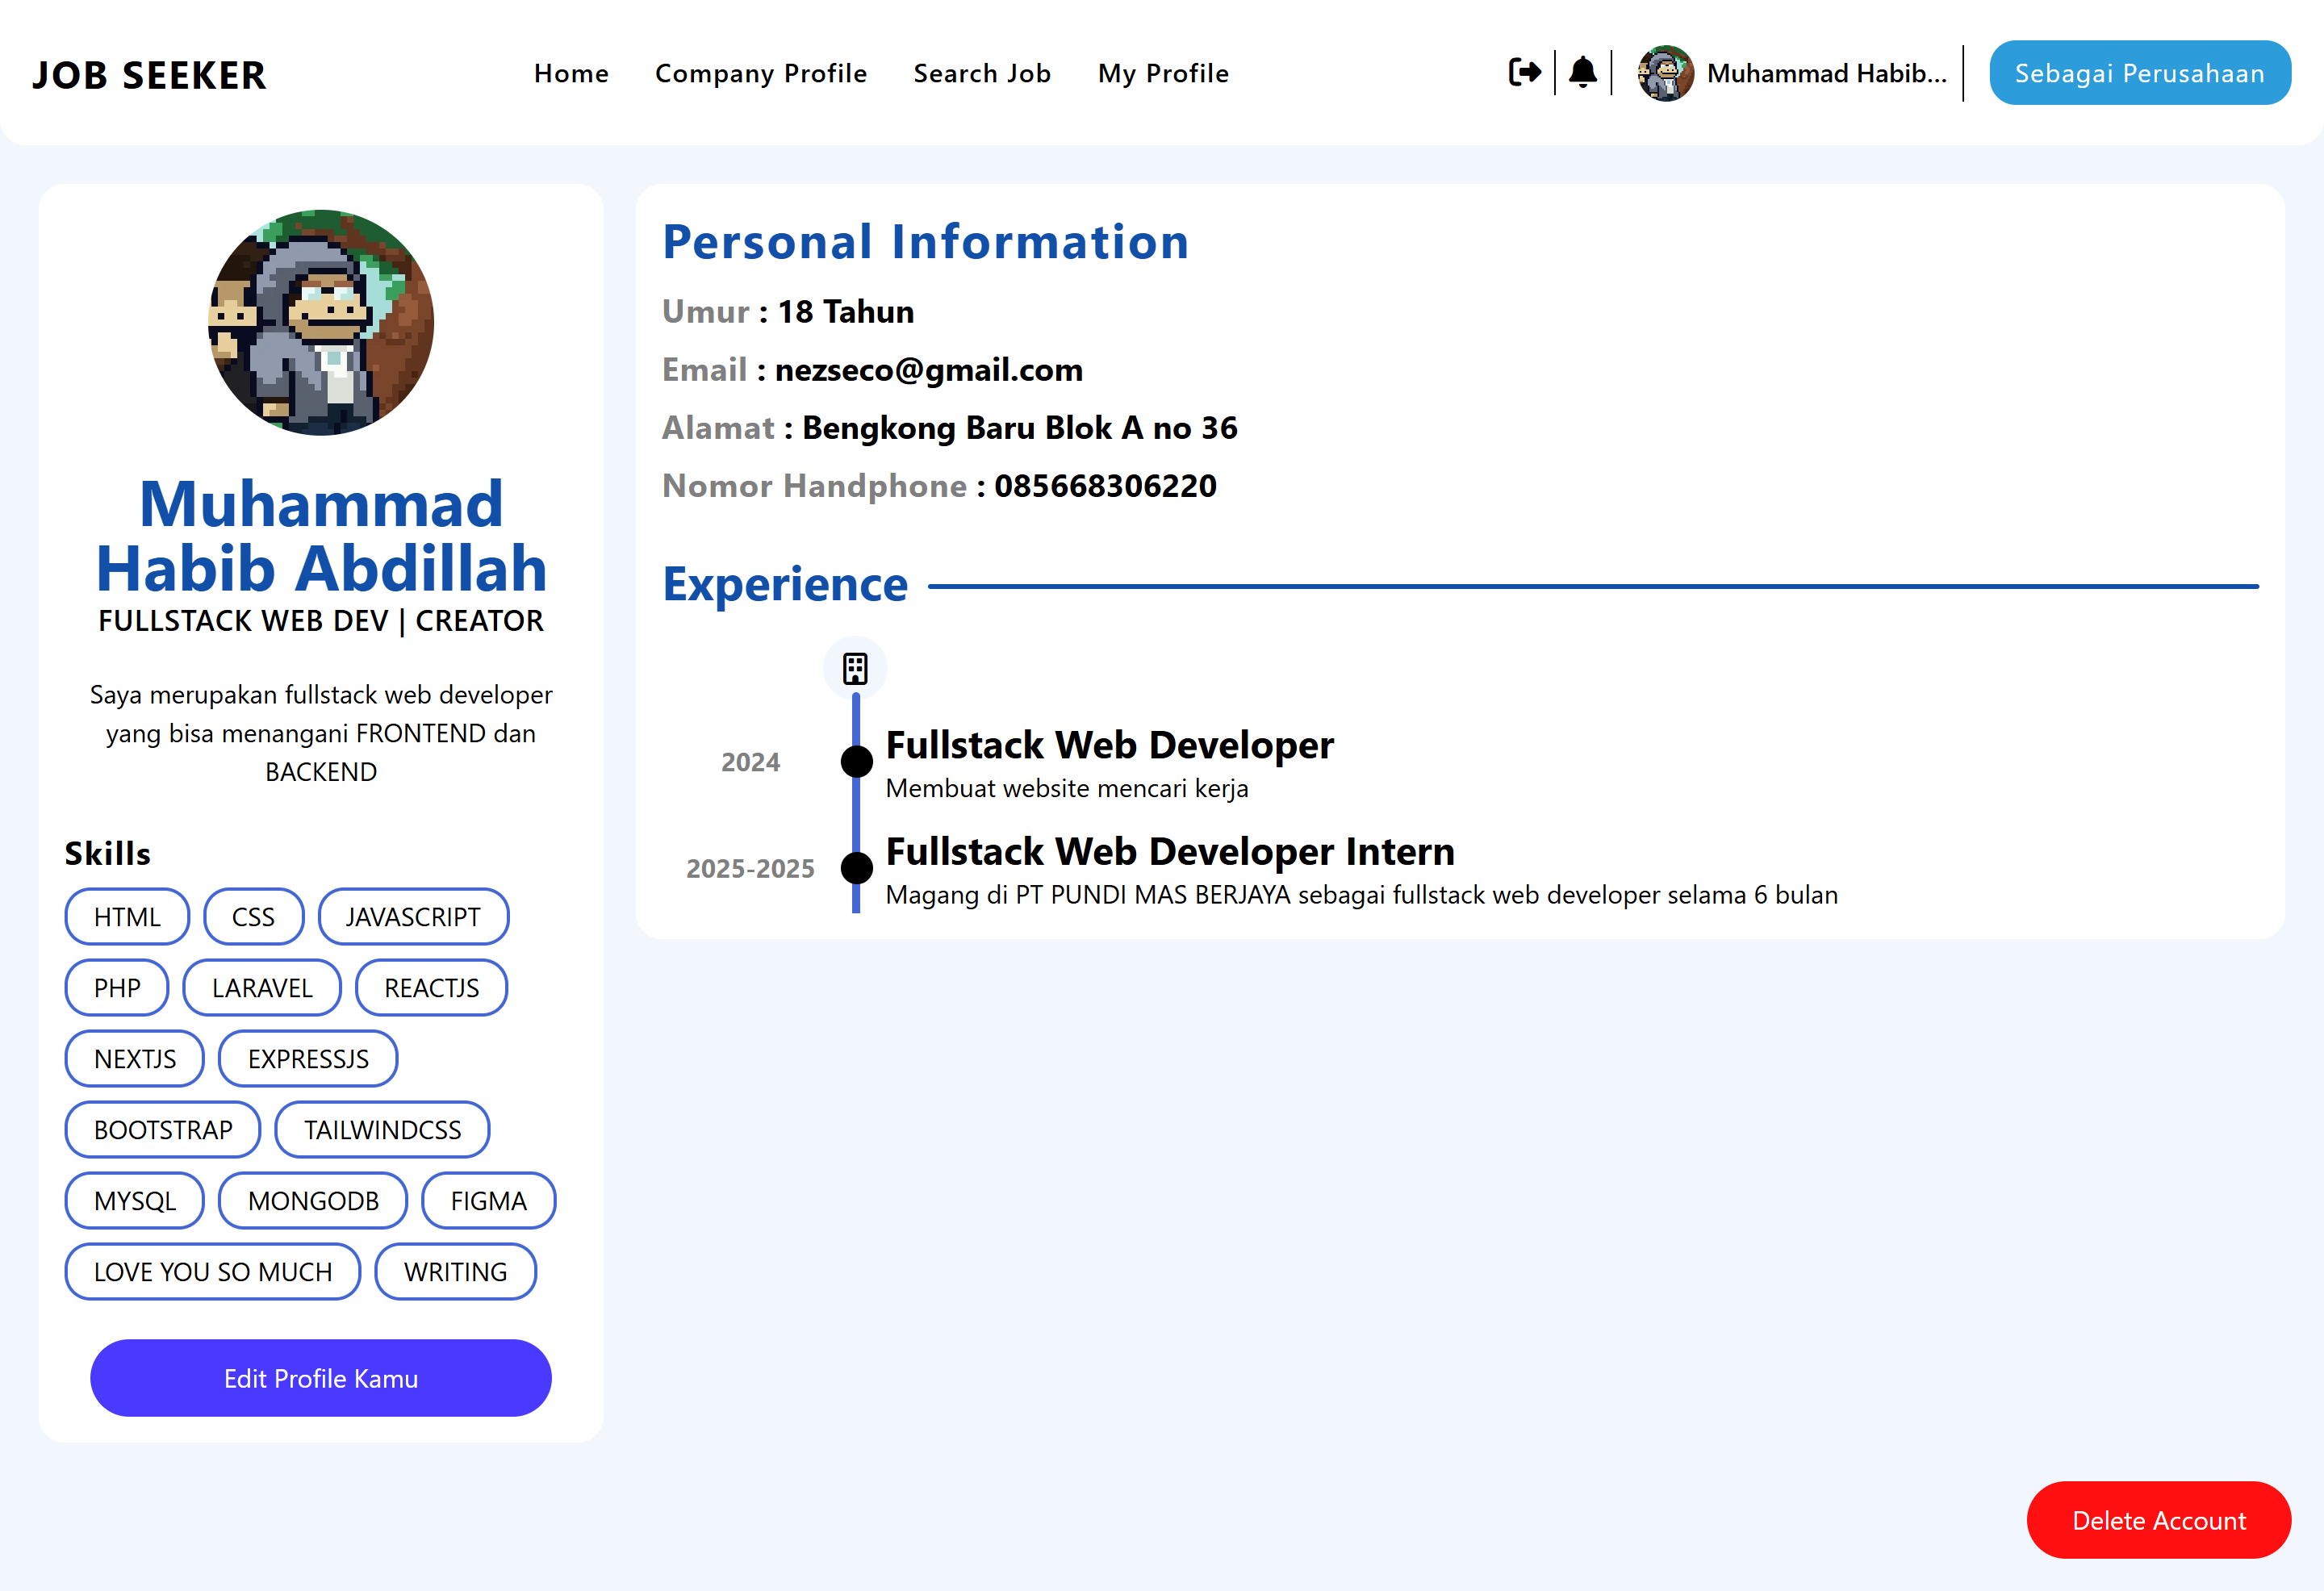 JOB SEEKER
Home
Company Profile
Search Job
My Profile
Muhammad Habib...
Sebagai Perusahaan
Muhammad
Habib Abdillah
FULLSTACK WEB DEV | CREATOR
Saya merupakan fullstack web developer
yang bisa menangani FRONTEND dan
BACKEND
Skills
HTML
CSS
JAVASCRIPT
PHP
LARAVEL
REACTJS
NEXTJS
EXPRESSJS
BOOTSTRAP
TAILWINDCSS
MYSQL
MONGODB
FIGMA
LOVE YOU SO MUCH
WRITING
Edit Profile Kamu
Personal Information
Umur : 18 Tahun
Email : nezseco@gmail.com
Alamat : Bengkong Baru Blok A no 36
Nomor Handphone : 085668306220
Experience
2024
Fullstack Web Developer
Membuat website mencari kerja
2025-2025
Fullstack Web Developer Intern
Magang di PT PUNDI MAS BERJAYA sebagai fullstack web developer selama 6 bulan
Delete Account